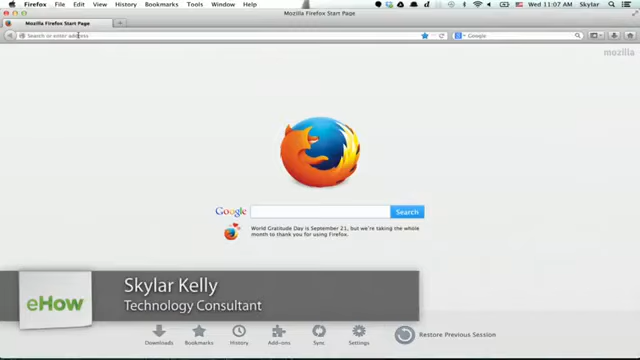 Firefox File Edit View History Bookmarks Tools Window Help
Wed 11:07 AM Skylar
Mozilla Firefox Start Page
Mozilla Firefox Start Page
Search or enter address
Google
mozilla
Google
Search
World Gratitude Day is September 21, but we're taking the whole
month to thank you for using Firefox.
Skylar Kelly
eHow
Technology Consultant
Downloads Bookmarks History Add-ons Sync Settings
Restore Previous Session